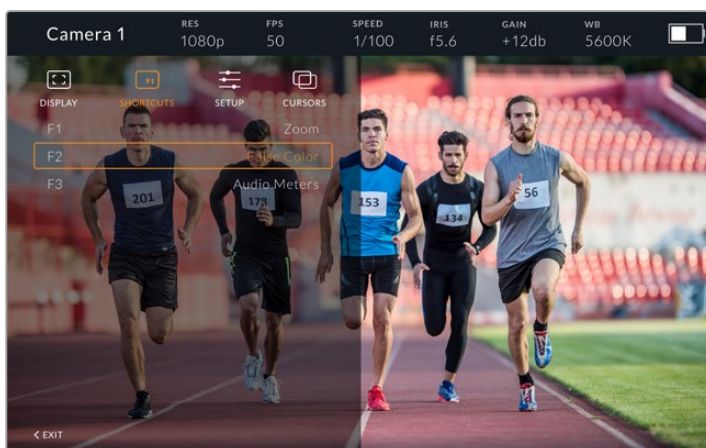 Camera 1
RES
1080p
FPS
50
SPEED
1/100
IRIS
f5.6
GAIN
+12db
WB
5600K
DISPLAY
F1
SHORTCUTS
SETUP
CURSORS
F1 Zoom
F2 False Color
F3 Audio Meters
201
178
153
134
56
< EXIT